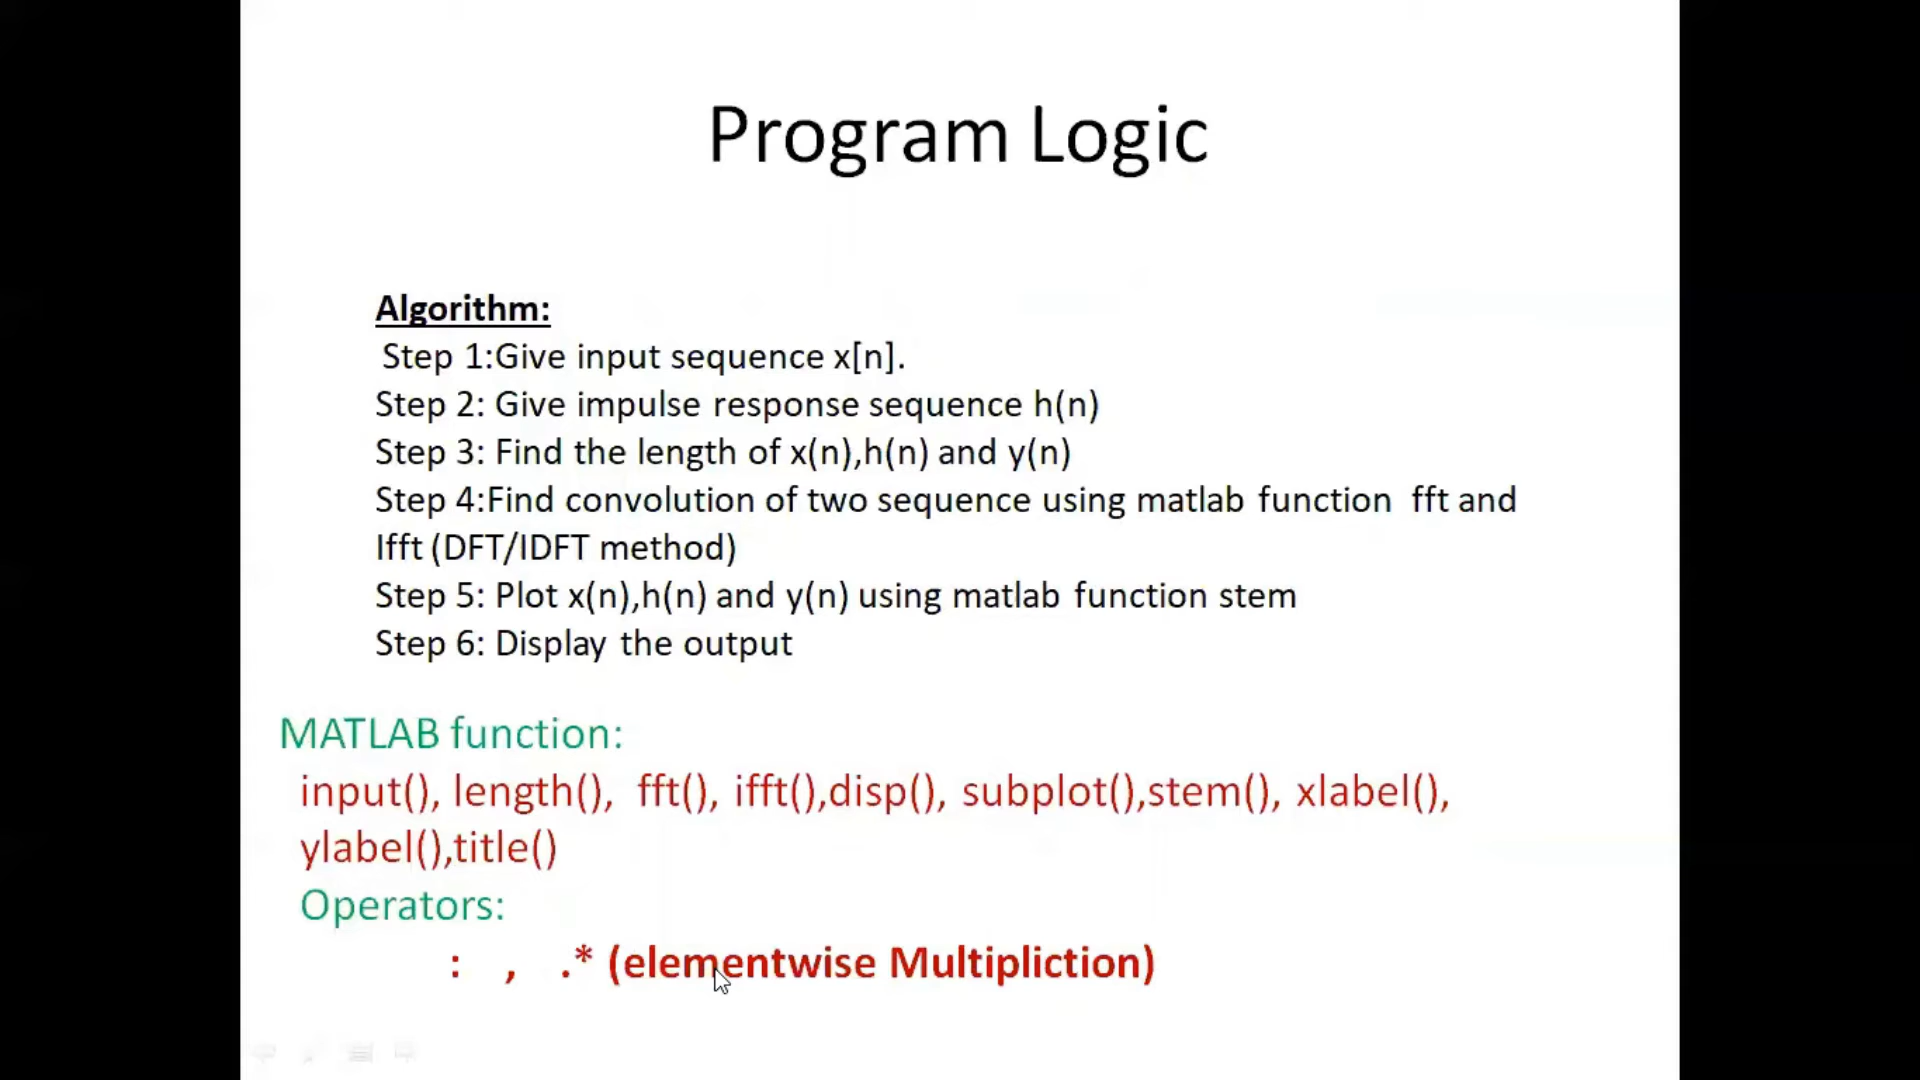 Program Logic
Algorithm:
Step 1:Give input sequence x[n].
Step 2: Give impulse response sequence h(n)
Step 3: Find the length of x(n),h(n) and y(n)
Step 4:Find convolution of two sequence using matlab function fft and
Ifft (DFT/IDFT method)
Step 5: Plot x(n),h(n) and y(n) using matlab function stem
Step 6: Display the output
MATLAB function:
input(), length(), fft(), ifft(),disp(), subplot(),stem(), xlabel(),
ylabel(),title()
Operators:
: , .* (elementwise Multipliction)